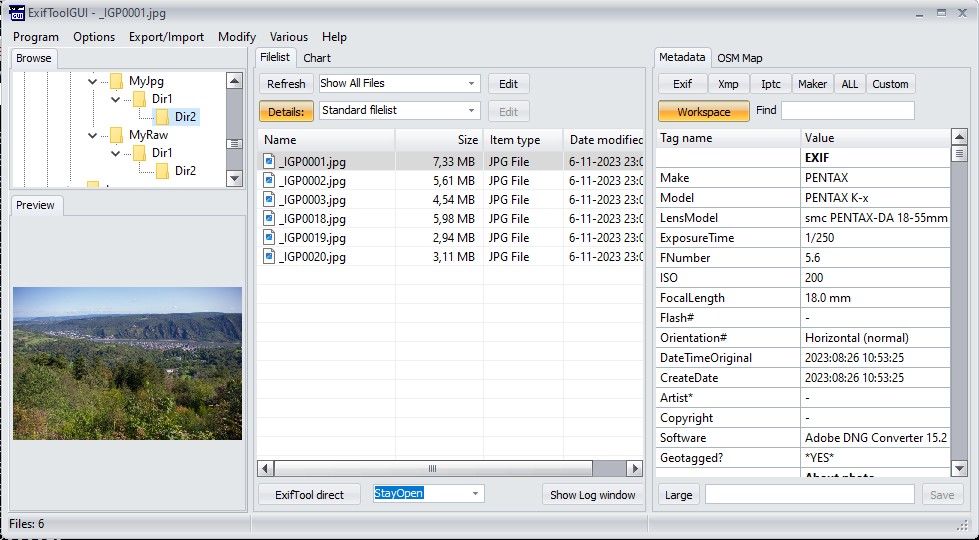 ExifToolGUI - _IGP0001.jpg
Program Options Export/Import Modify Various Help
Browse
MyJpg
Dir1
Dir2
MyRaw
Dir1
Dir2
Preview
Filelist Chart
Refresh Show All Files Edit
Details: Standard filelist Edit
Name Size Item type Date modified
_IGP0001.jpg 7,33 MB JPG File 6-11-2023 23:0
_IGP0002.jpg 5,61 MB JPG File 6-11-2023 23:0
_IGP0003.jpg 4,54 MB JPG File 6-11-2023 23:0
_IGP0018.jpg 5,98 MB JPG File 6-11-2023 23:0
_IGP0019.jpg 2,94 MB JPG File 6-11-2023 23:0
_IGP0020.jpg 3,11 MB JPG File 6-11-2023 23:0
ExifTool direct StayOpen Show Log window
Metadata OSM Map
Exif Xmp Iptc Maker ALL Custom
Workspace Find
Tag name Value
EXIF
Make PENTAX
Model PENTAX K-x
LensModel smc PENTAX-DA 18-55mm
ExposureTime 1/250
FNumber 5.6
ISO 200
FocalLength 18.0 mm
Flash# -
Orientation# Horizontal (normal)
DateTimeOriginal 2023:08:26 10:53:25
CreateDate 2023:08:26 10:53:25
Artist* -
Copyright -
Software Adobe DNG Converter 15.2
Geotagged? *YES*
About photo
Large Save
Files: 6